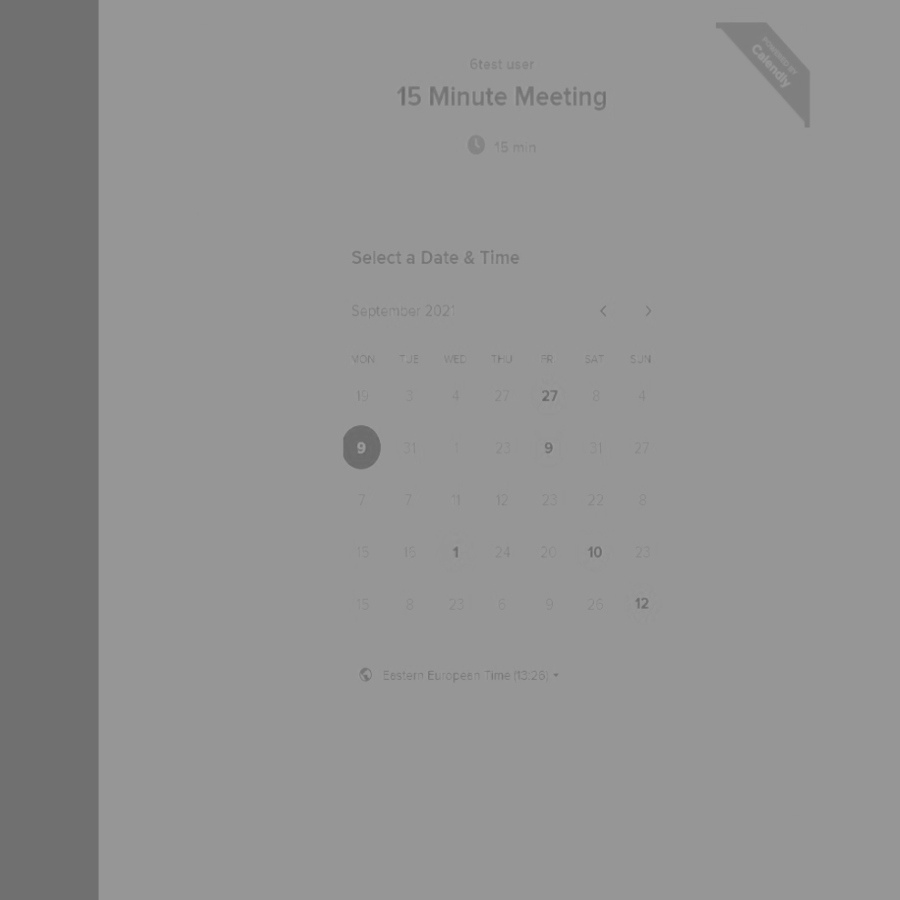 POWERED BY
Calendly
6test user
15 Minute Meeting
15 min
Select a Date & Time
September 2021
MON TUE WED THU FRI SAT SUN
19 3 4 27 27 8 4
9 31 1 23 9 31 27
7 7 11 12 23 22 8
15 15 1 24 20 10 23
15 8 23 6 9 26 12
Eastern European Time (13:26)